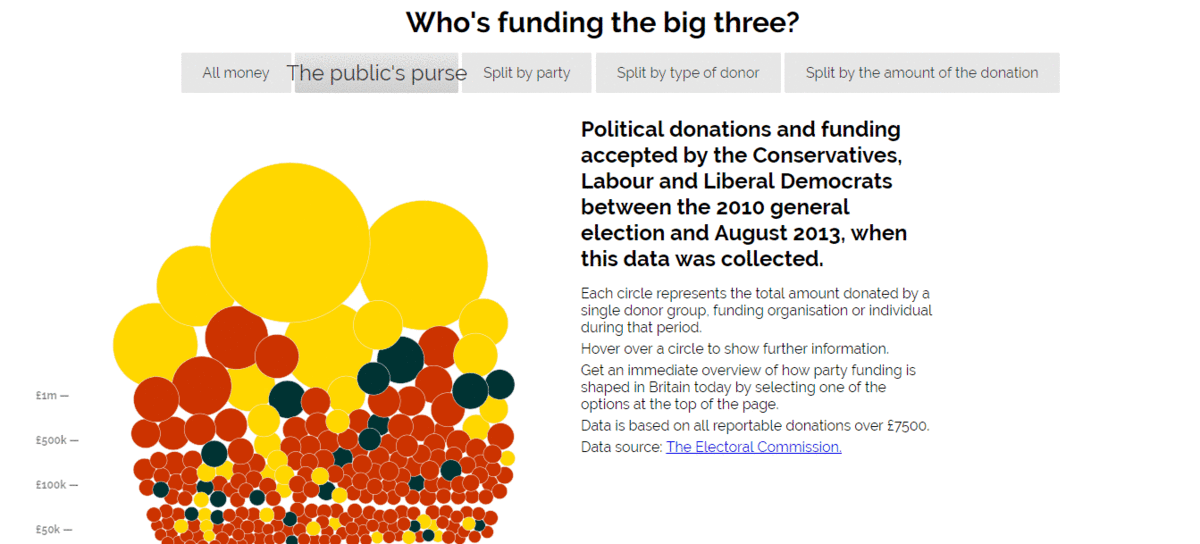 Who's funding the big three?
All money
The public's purse
Split by party
Split by type of donor
Split by the amount of the donation
Political donations and funding
accepted by the Conservatives,
Labour and Liberal Democrats
between the 2010 general
election and August 2013, when
this data was collected.
Each circle represents the total amount donated by a
single donor group, funding organisation or individual
during that period.
Hover over a circle to show further information.
Get an immediate overview of how party funding is
shaped in Britain today by selecting one of the
options at the top of the page.
Data is based on all reportable donations over £7500.
Data source: The Electoral Commission.
£1m —
£500k —
£100k —
£50k —